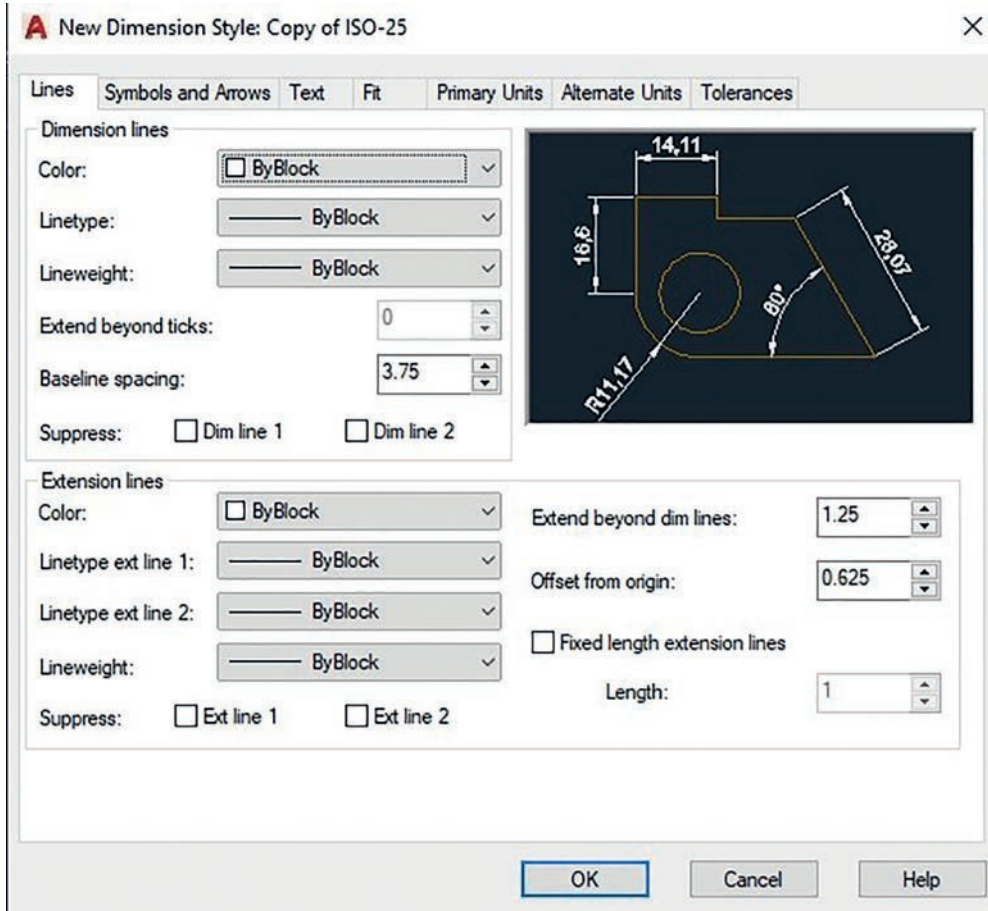 New Dimension Style: Copy of ISO-25
Lines Symbols and Arrows Text Fit Primary Units Alternate Units Tolerances
Dimension lines
Color: ByBlock
Linetype: ByBlock
Lineweight: ByBlock
Extend beyond ticks: 0
Baseline spacing: 3.75
Suppress: Dim line 1 Dim line 2
14,11
16,6
28,07
60°
R11,17
Extension lines
Color: ByBlock
Linetype ext line 1: ByBlock
Linetype ext line 2: ByBlock
Lineweight: ByBlock
Suppress: Ext line 1 Ext line 2
Extend beyond dim lines: 1.25
Offset from origin: 0.625
Fixed length extension lines
Length: 1
OK Cancel Help